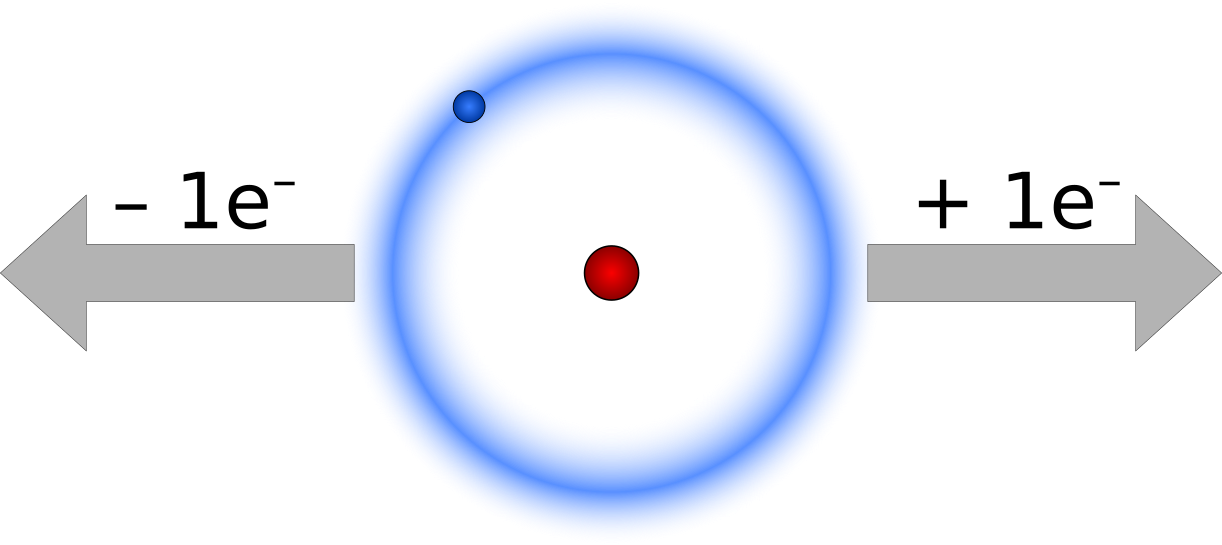 – 1e⁻
+ 1e⁻